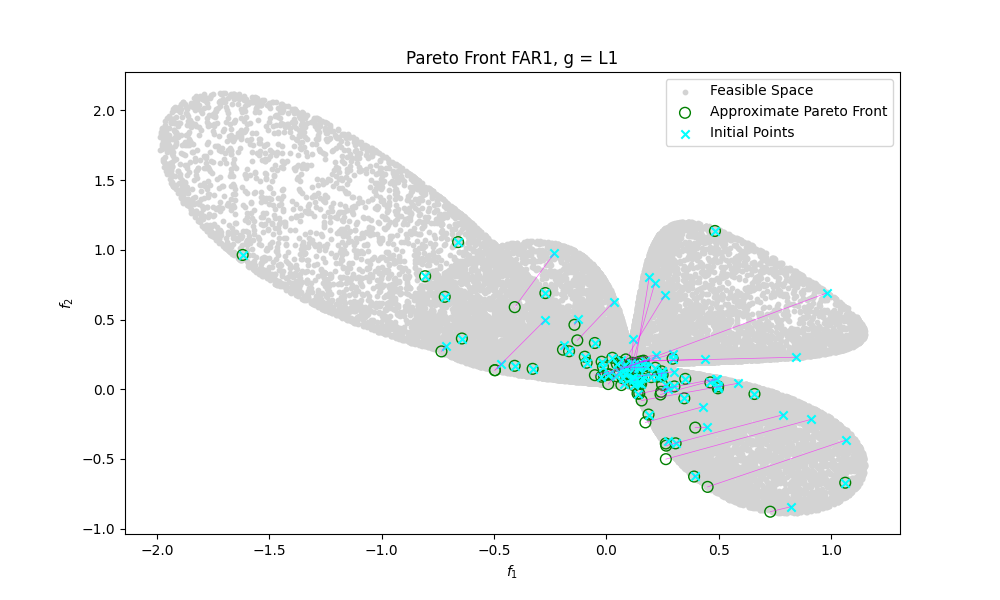 Pareto Front FAR1, g = L1
Feasible Space
Approximate Pareto Front
Initial Points
2.0
1.5
1.0
0.5
0.0
−0.5
−1.0
f₂
−2.0 −1.5 −1.0 −0.5 0.0 0.5 1.0
f₁